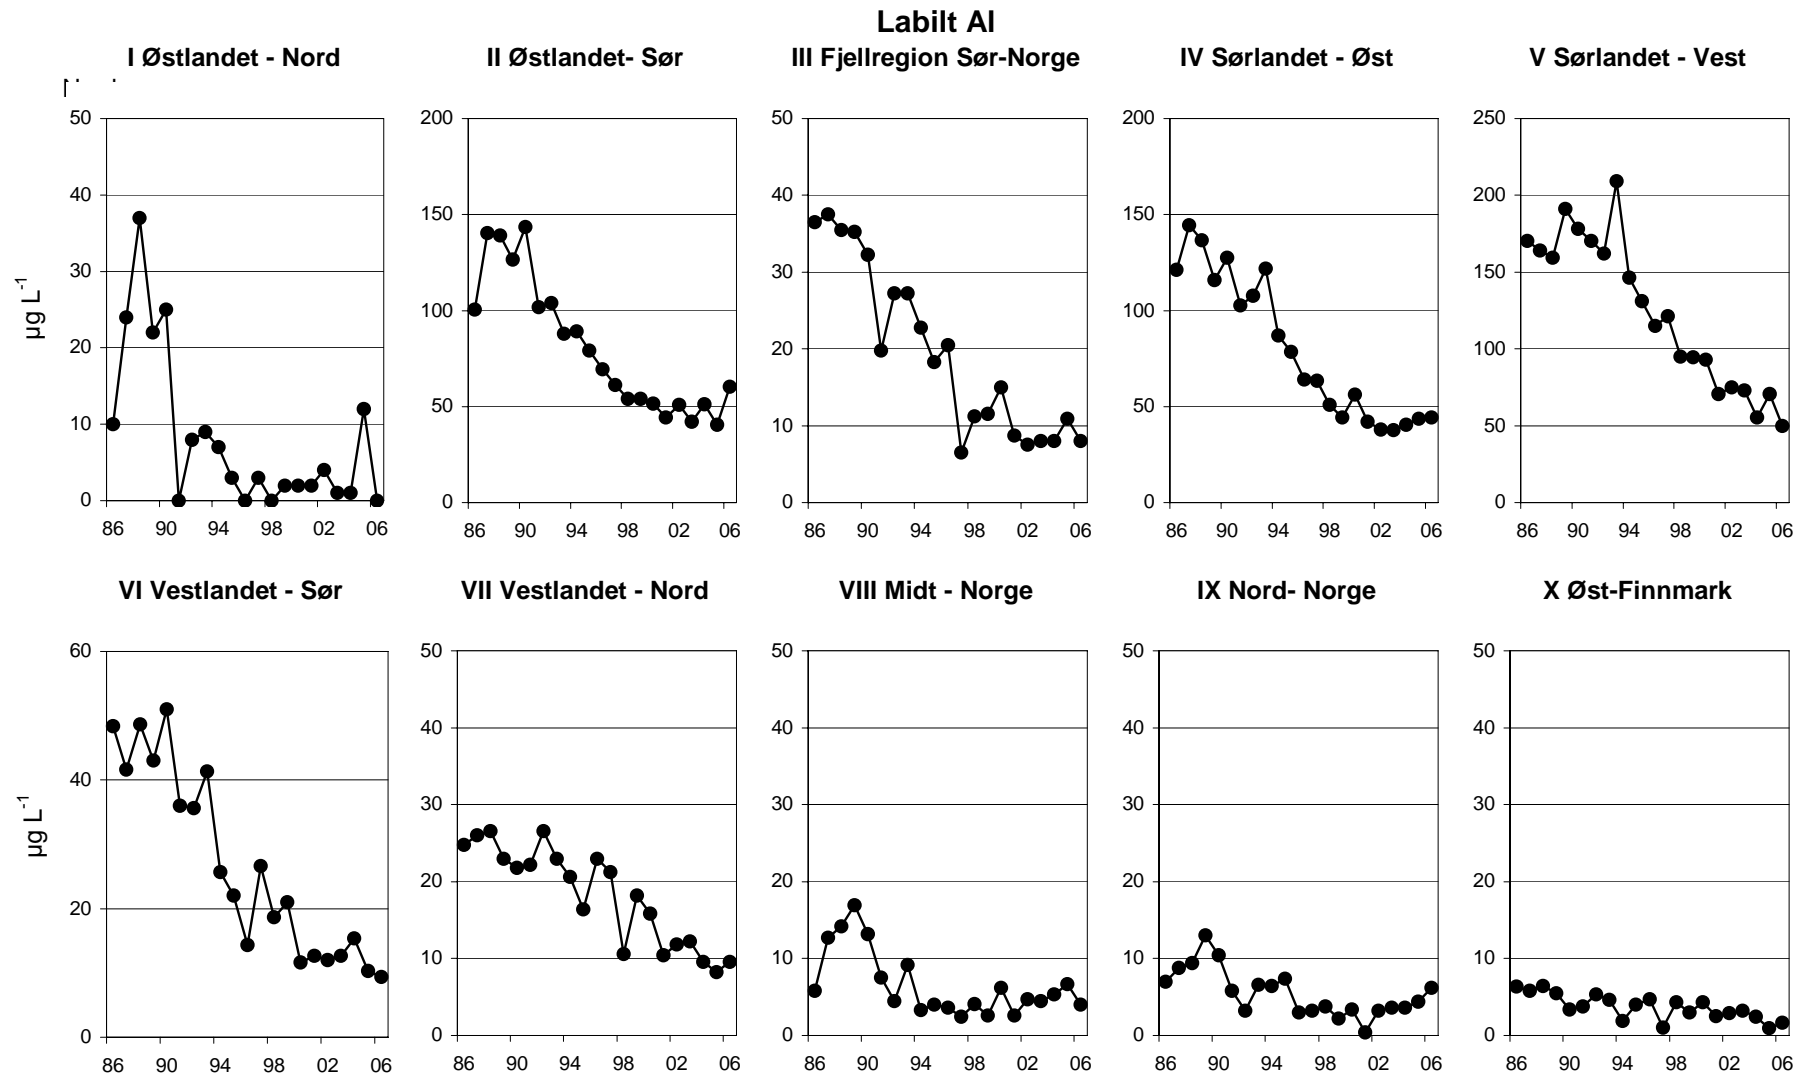 Labilt Al
I Østlandet - Nord
II Østlandet- Sør
III Fjellregion Sør-Norge
IV Sørlandet - Øst
V Sørlandet - Vest
µg L-1
50
40
30
20
10
0
86 90 94 98 02 06
200
150
100
50
0
86 90 94 98 02 06
50
40
30
20
10
0
86 90 94 98 02 06
200
150
100
50
0
86 90 94 98 02 06
250
200
150
100
50
0
86 90 94 98 02 06
VI Vestlandet - Sør
VII Vestlandet - Nord
VIII Midt - Norge
IX Nord- Norge
X Øst-Finnmark
µg L-1
60
40
20
0
86 90 94 98 02 06
50
40
30
20
10
0
86 90 94 98 02 06
50
40
30
20
10
0
86 90 94 98 02 06
50
40
30
20
10
0
86 90 94 98 02 06
50
40
30
20
10
0
86 90 94 98 02 06